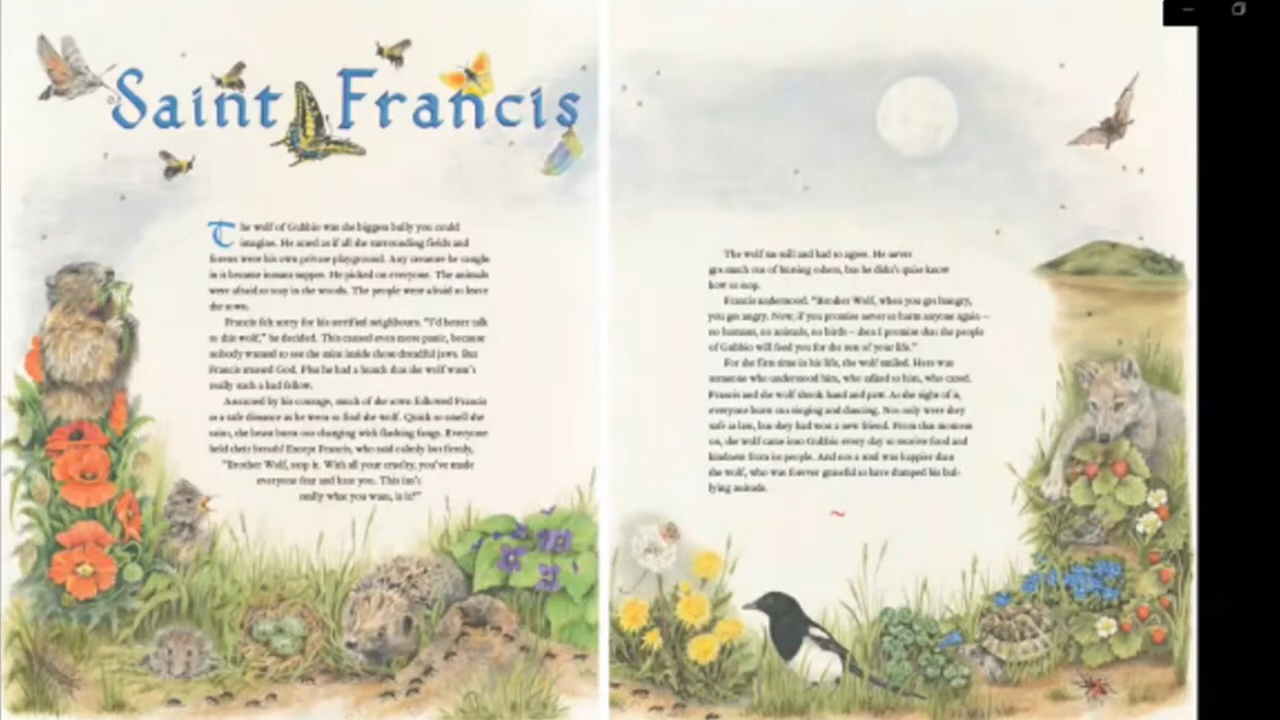 Saint Francis
The wolf of Gubbio was the biggest bully you could
imagine. He acted as if all the surrounding fields and
forests were his own private playground. Any creature he caught
in it became instant supper. He picked on everyone. The animals
were afraid to stay in the woods. The people were afraid to leave
the town.
Francis felt sorry for his terrified neighbours. “I’d better talk
to this wolf,” he decided. This caused even more panic, because
nobody wanted to see the saint inside those dreadful jaws. But
Francis trusted God. Plus he had a hunch that the wolf wasn’t
really such a bad fellow.
Astounded by his courage, much of the town followed Francis
at a safe distance as he went to find the wolf. Quick to smell the
saint, the beast burst out charging with flashing fangs. Everyone
held their breath! Except Francis, who said calmly but firmly,
“Brother Wolf, stop it. With all your cruelty, you’ve made
everyone fear and hate you. This isn’t
really what you want, is it?”
The wolf sat still and had to agree. He never
got much out of hurting others, but he didn’t quite know
how to stop.
Francis understood. “Brother Wolf, when you get hungry,
you get angry. Now, if you promise never to harm anyone again –
no humans, no animals, no birds – then I promise that the people
of Gubbio will feed you for the rest of your life.”
For the first time in his life, the wolf smiled. Here was
someone who understood him, who talked to him, who cared.
Francis and the wolf shook hand and paw. At the sight of it,
everyone burst out singing and dancing. Not only were they
safe at last, but they had won a new friend. From that moment
on, the wolf came into Gubbio every day to receive food and
kindness from its people. And not a soul was happier than
the wolf, who was forever grateful to have dumped his bul-
lying attitude.